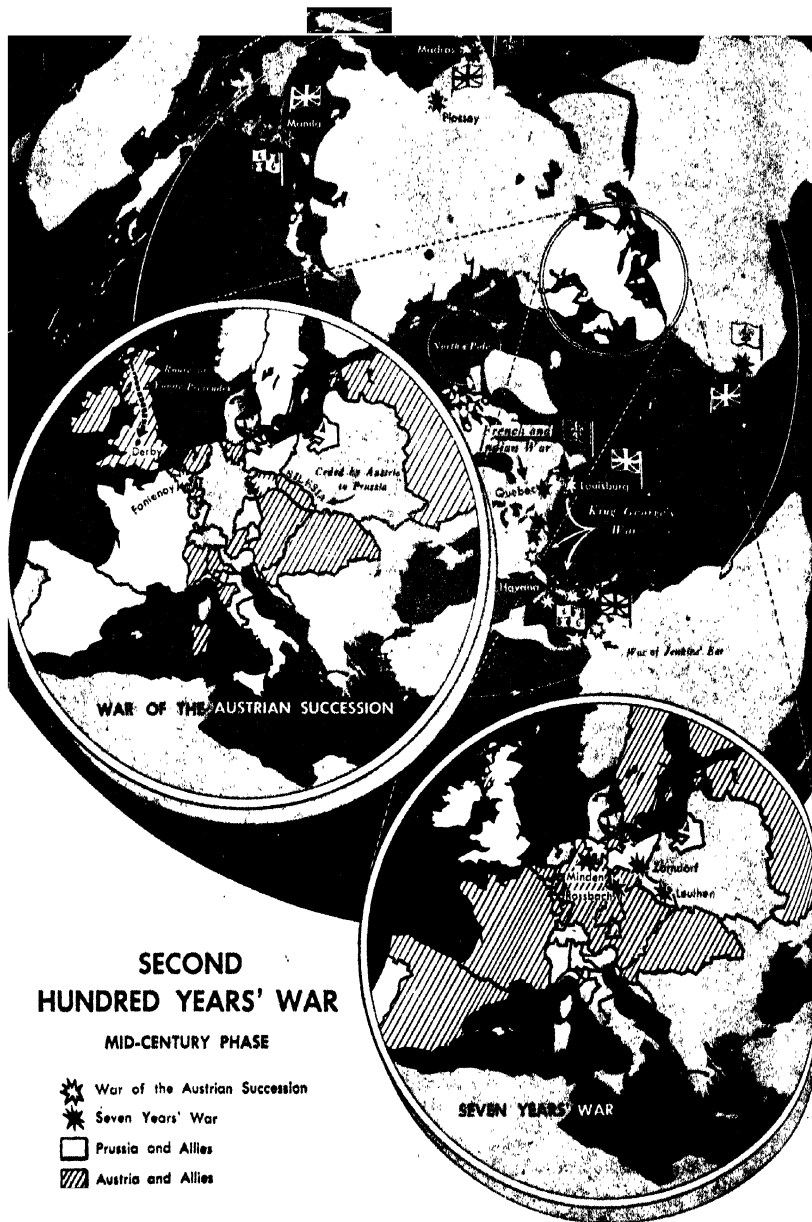 Madras
Manila
Plassey
North Pole
French and
Indian War
Quebec
Louisburg
King George's
War
Havana
War of Jenkins' Ear
Derby
Fontenoy
SILESIA
Ceded by Austria
to Prussia
WAR OF THE AUSTRIAN SUCCESSION
Minden
Rossbach
Zorndorf
Leuthen
SEVEN YEARS' WAR
SECOND
HUNDRED YEARS' WAR
MID-CENTURY PHASE
War of the Austrian Succession
Seven Years' War
Prussia and Allies
Austria and Allies